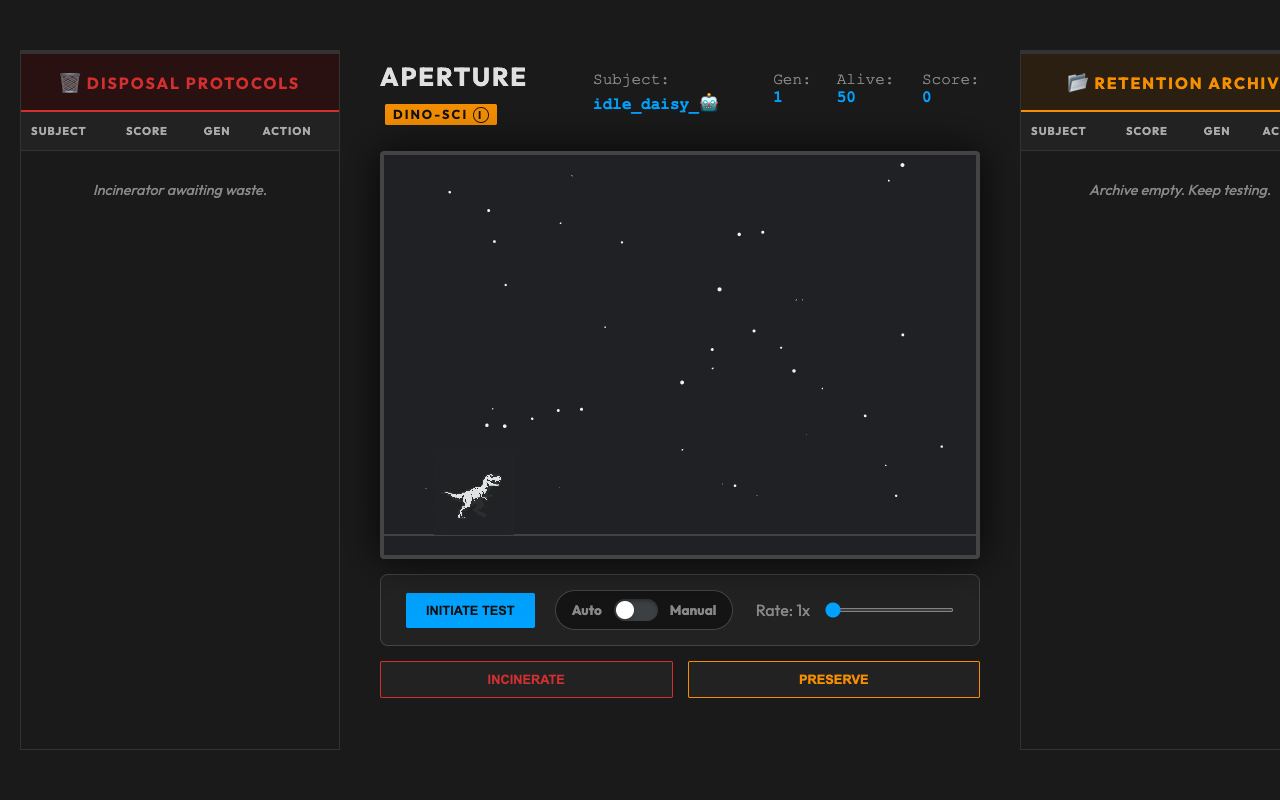 DISPOSAL PROTOCOLS
SUBJECT SCORE GEN ACTION
Incinerator awaiting waste.
APERTURE
DINO-SCI
Subject: Gen: Alive: Score:
idle_daisy_ 1 50 0
INITIATE TEST Auto Manual Rate: 1x
INCINERATE PRESERVE
RETENTION ARCHIV
SUBJECT SCORE GEN AC
Archive empty. Keep testing.